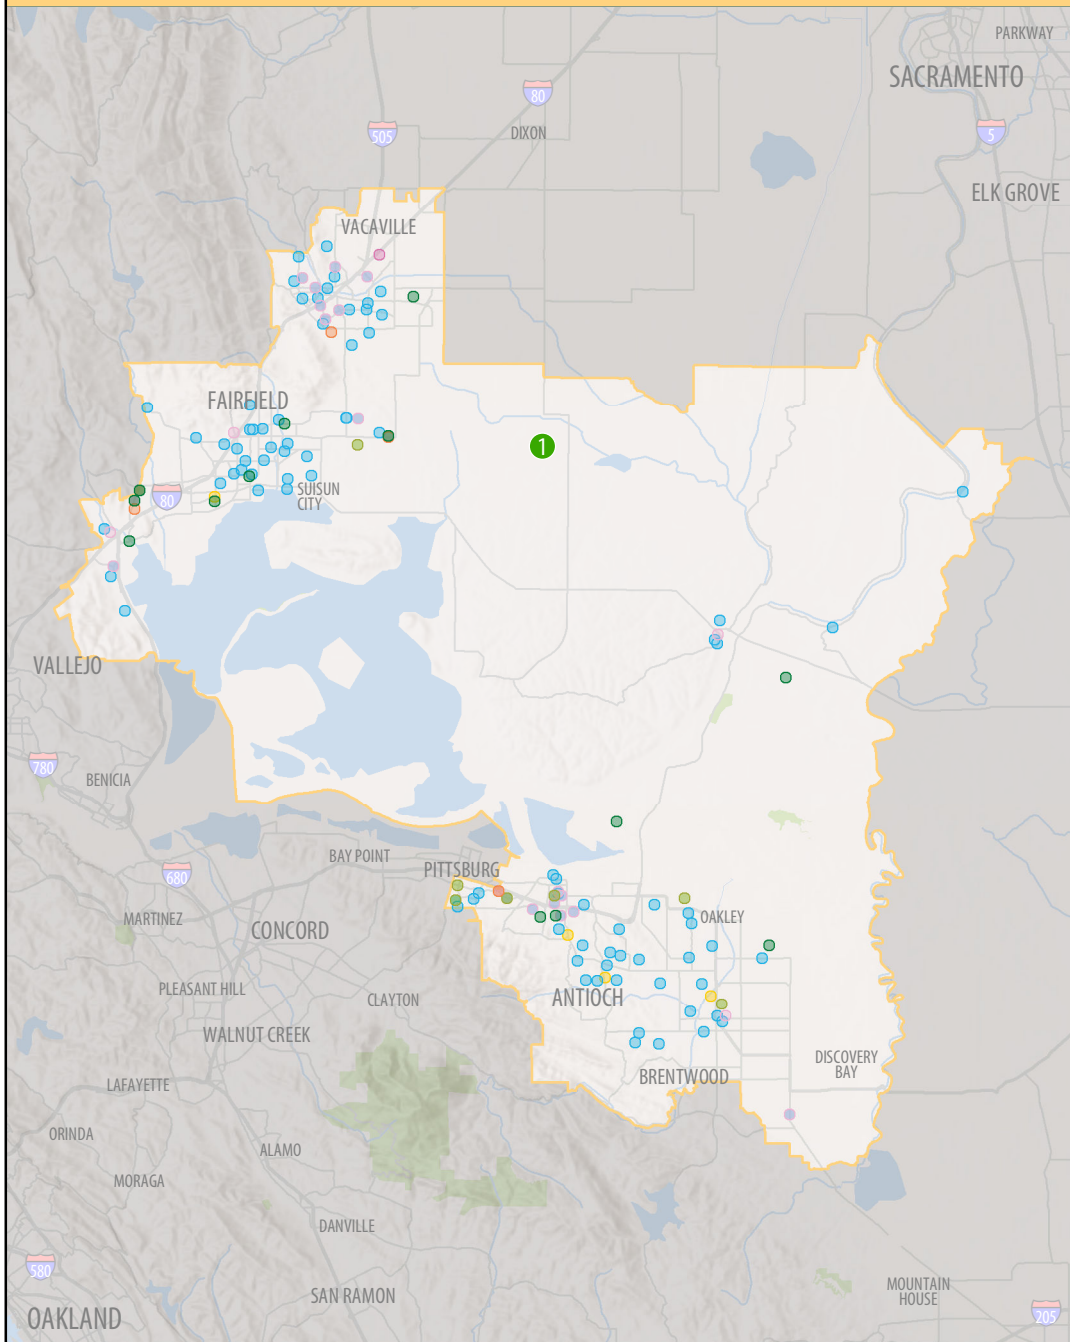 PARKWAY
SACRAMENTO
80
505
DIXON
5
ELK GROVE
VACAVILLE
FAIRFIELD
1
80
SUISUN
CITY
VALLEJO
780
BENICIA
BAY POINT
PITTSBURG
680
MARTINEZ
CONCORD
OAKLEY
PLEASANT HILL
CLAYTON
ANTIOCH
WALNUT CREEK
DISCOVERY
BAY
LAFAYETTE
BRENTWOOD
ORINDA
ALAMO
MORAGA
DANVILLE
580
SAN RAMON
MOUNTAIN
HOUSE
OAKLAND
205